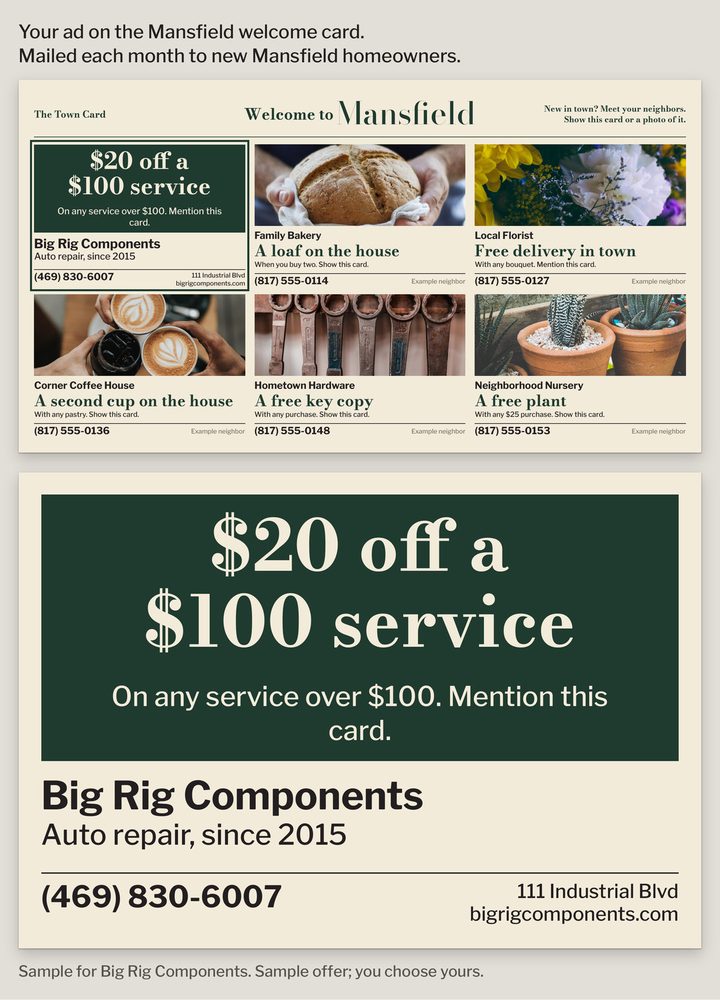 Your ad on the Mansfield welcome card.
Mailed each month to new Mansfield homeowners.
The Town Card
Welcome to Mansfield
New in town? Meet your neighbors.
Show this card or a photo of it.
$20 off a
$100 service
On any service over $100. Mention this
card.
Big Rig Components
Auto repair, since 2015
(469) 830-6007
111 Industrial Blvd
bigrigcomponents.com
Family Bakery
A loaf on the house
When you buy two. Show this card.
(817) 555-0114
Example neighbor
Local Florist
Free delivery in town
With any bouquet. Mention this card.
(817) 555-0127
Example neighbor
Corner Coffee House
A second cup on the house
With any pastry. Show this card.
(817) 555-0136
Example neighbor
Hometown Hardware
A free key copy
With any purchase. Show this card.
(817) 555-0148
Example neighbor
Neighborhood Nursery
A free plant
With any $25 purchase. Show this card.
(817) 555-0153
Example neighbor
$20 off a
$100 service
On any service over $100. Mention this
card.
Big Rig Components
Auto repair, since 2015
(469) 830-6007
111 Industrial Blvd
bigrigcomponents.com
Sample for Big Rig Components. Sample offer; you choose yours.